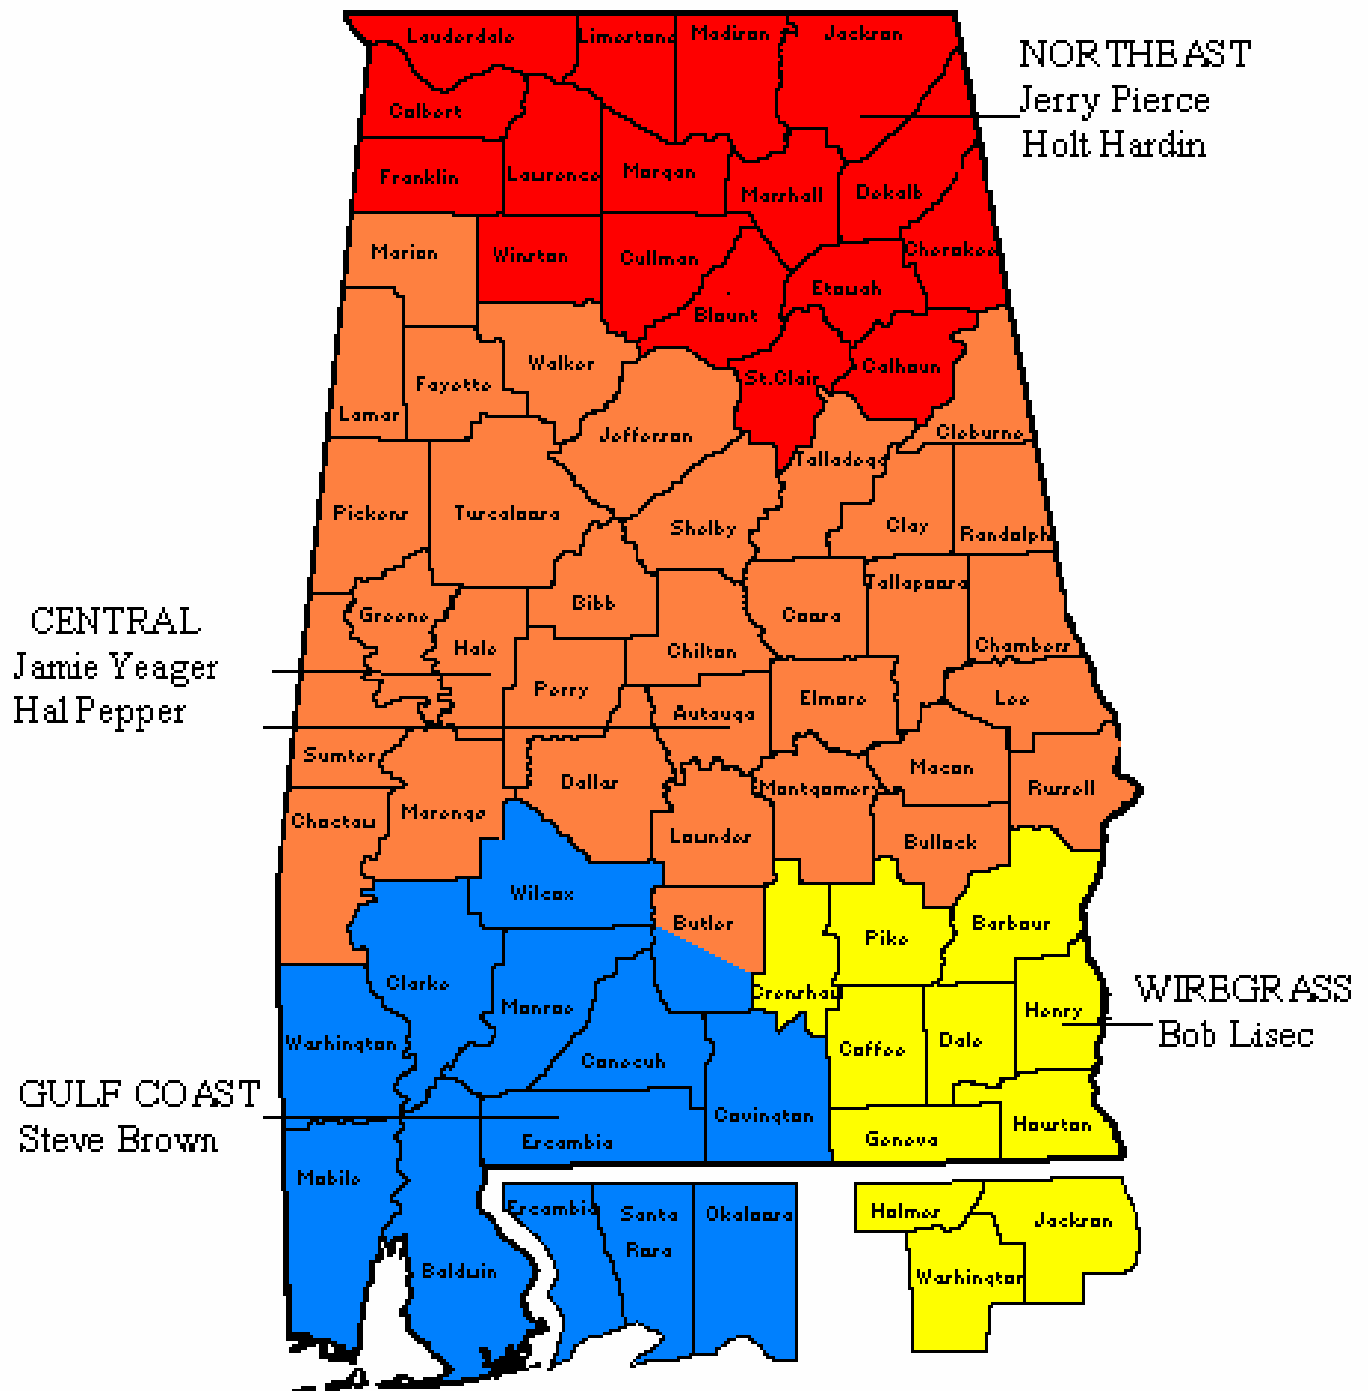 Lauderdale
Limestone
Madison
Jackson
NORTHEAST
Jerry Pierce
Holt Hardin
Colbert
Franklin
Lawrence
Morgan
Marshall
Dekalb
Cherokee
Marion
Winston
Cullman
Etowah
Blount
Walker
St.Clair
Calhoun
Fayette
Lamar
Jefferson
Cleburne
Talladega
Pickens
Tuscaloosa
Shelby
Clay
Randolph
Tallapoosa
Bibb
Greene
Coosa
Chambers
Hale
Chilton
CENTRAL
Jamie Yeager
Hal Pepper
Perry
Elmore
Lee
Autauga
Sumter
Dallar
Macon
Montgomery
Russell
Marengo
Choctaw
Lowndes
Bullock
Wilcox
Butler
Pike
Barbour
Clarke
Crenshaw
Monroe
Henry
WIREGRASS
Bob Lisec
Washington
Coffee
Dale
Conecuh
GULF COAST
Steve Brown
Covington
Houston
Escambia
Geneva
Mobile
Escambia
Santa
Rosa
Okaloosa
Holmes
Jackson
Baldwin
Washington